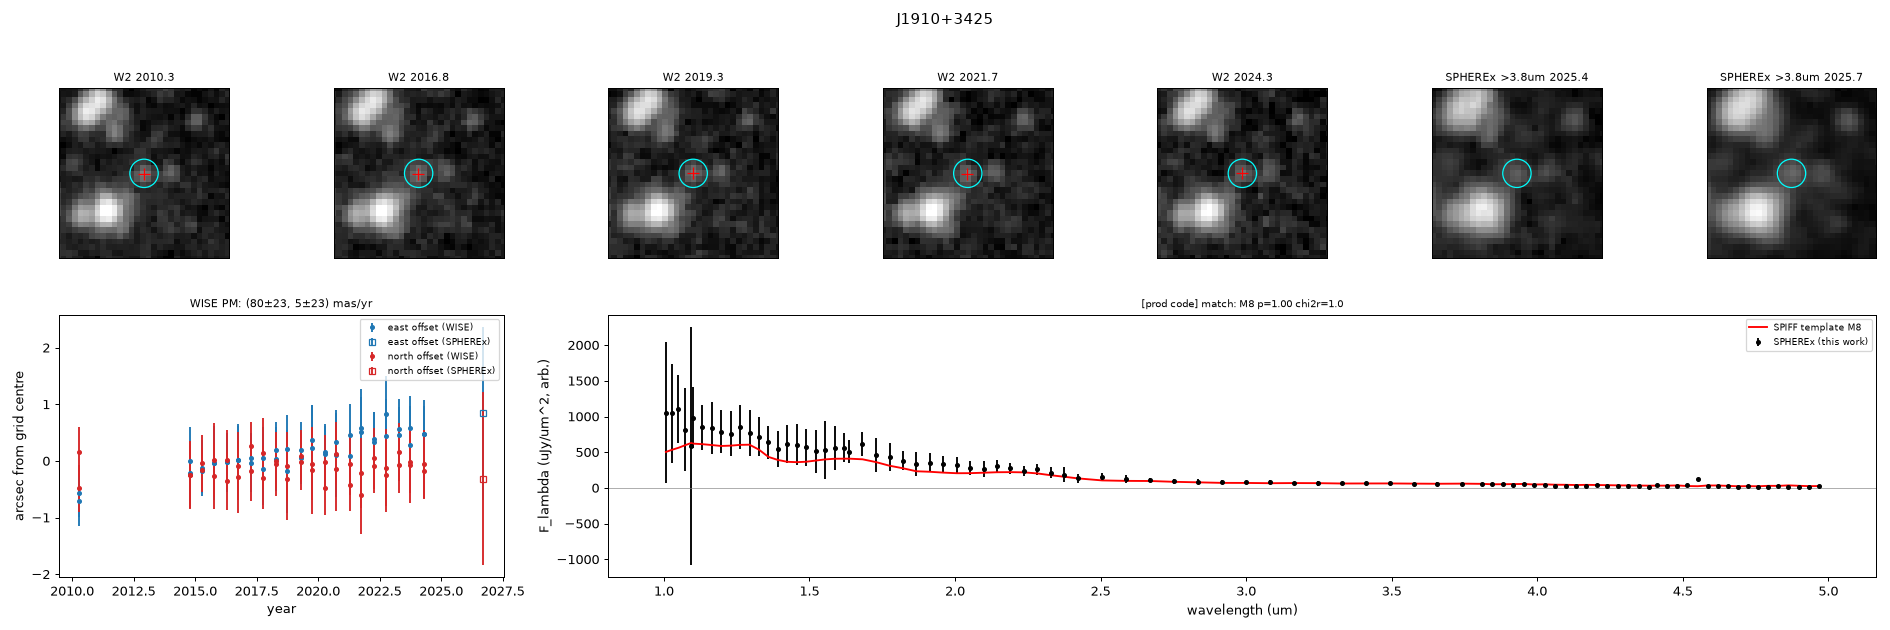 J1910+3425
W2 2010.3
W2 2016.8
W2 2019.3
W2 2021.7
W2 2024.3
SPHEREx >3.8um 2025.4
SPHEREx >3.8um 2025.7
WISE PM: (80±23, 5±23) mas/yr
east offset (WISE)
east offset (SPHEREx)
north offset (WISE)
north offset (SPHEREx)
2
1
0
−1
−2
arcsec from grid centre
2010.0 2012.5 2015.0 2017.5 2020.0 2022.5 2025.0 2027.5
year
[prod code] match: M8 p=1.00 chi2r=1.0
SPIFF template M8
SPHEREx (this work)
2000
1500
1000
500
0
−500
−1000
F_lambda (uJy/um^2, arb.)
1.0 1.5 2.0 2.5 3.0 3.5 4.0 4.5 5.0
wavelength (um)